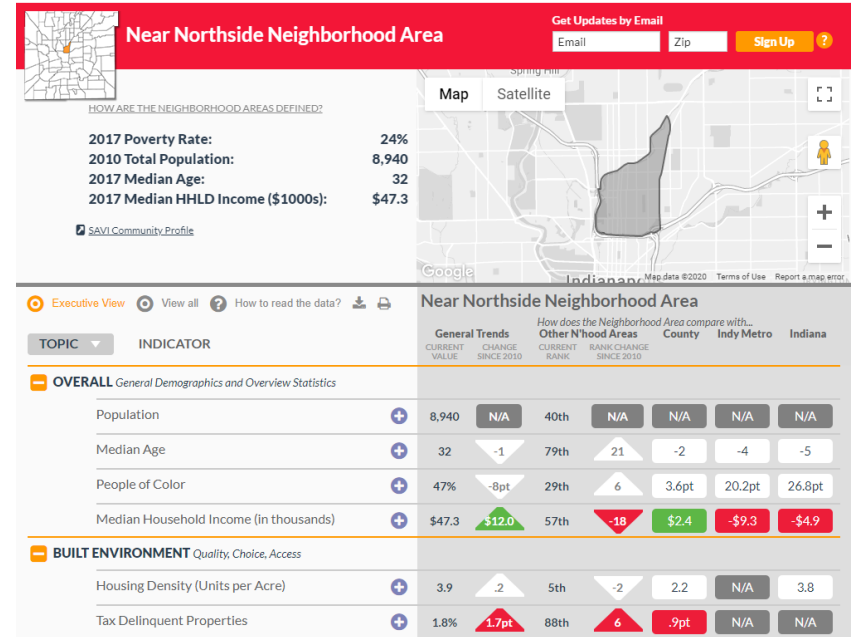 Near Northside Neighborhood Area
Get Updates by Email
Email Zip Sign Up ?
HOW ARE THE NEIGHBORHOOD AREAS DEFINED?
2017 Poverty Rate: 24%
2010 Total Population: 8,940
2017 Median Age: 32
2017 Median HHLD Income ($1000s): $47.3
SAVI Community Profile
Spring Hill
Map Satellite
+
−
Google
Map data ©2020 Terms of Use Report a map error
Executive View View all ? How to read the data?
TOPIC INDICATOR
Near Northside Neighborhood Area
How does the Neighborhood Area compare with...
General Trends Other N'hood Areas County Indy Metro Indiana
CURRENT VALUE CHANGE SINCE 2010 CURRENT RANK RANK CHANGE SINCE 2010
OVERALL General Demographics and Overview Statistics
Population 8,940 N/A 40th N/A N/A N/A N/A
Median Age 32 -1 79th 21 -2 -4 -5
People of Color 47% -8pt 29th 6 3.6pt 20.2pt 26.8pt
Median Household Income (in thousands) $47.3 $12.0 57th -18 $2.4 -$9.3 -$4.9
BUILT ENVIRONMENT Quality, Choice, Access
Housing Density (Units per Acre) 3.9 .2 5th -2 2.2 N/A 3.8
Tax Delinquent Properties 1.8% 1.7pt 88th 6 .9pt N/A N/A